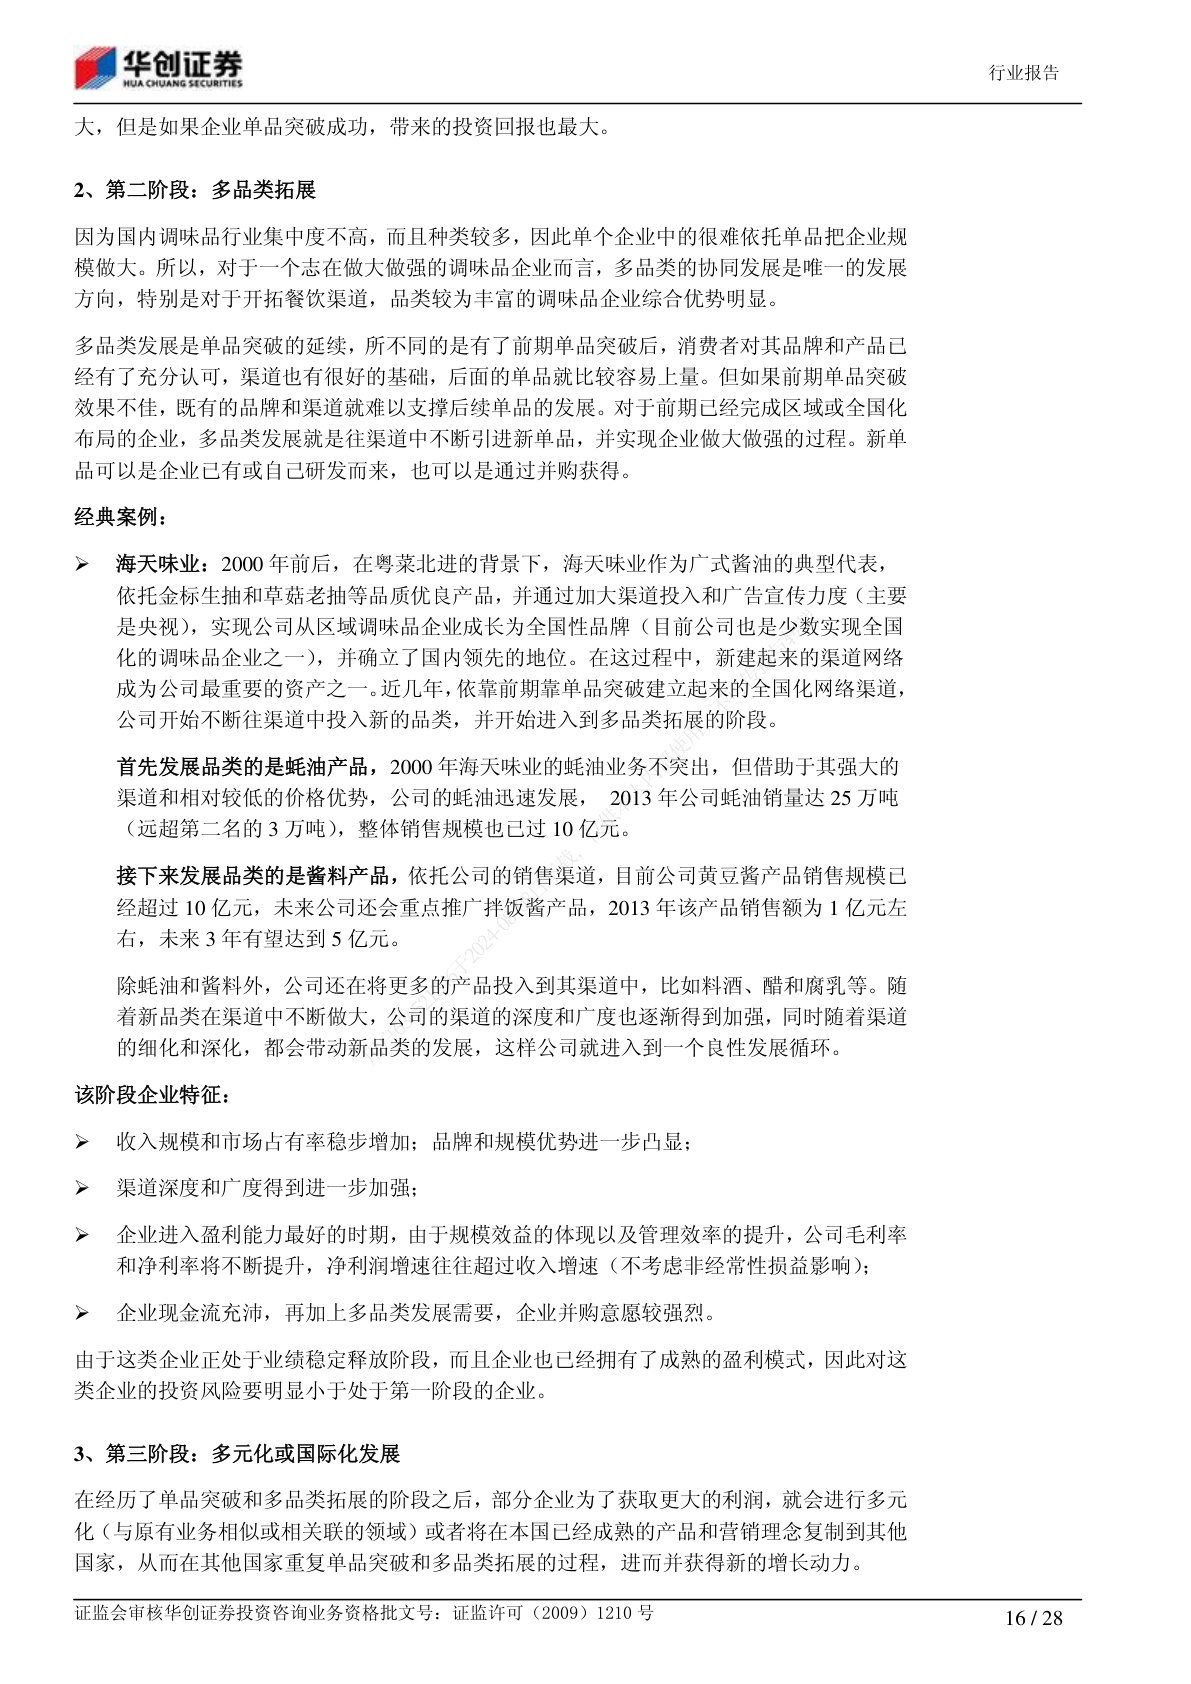 华创证券
HUA CHUANG SECURITIES
行业报告
大，但是如果企业单品突破成功，带来的投资回报也最大。
2、第二阶段：多品类拓展
因为国内调味品行业集中度不高，而且种类较多，因此单个企业中的很难依托单品把企业规
模做大。所以，对于一个志在做大做强的调味品企业而言，多品类的协同发展是唯一的发展
方向，特别是对于开拓餐饮渠道，品类较为丰富的调味品企业综合优势明显。
多品类发展是单品突破的延续，所不同的是有了前期单品突破后，消费者对其品牌和产品已
经有了充分认可，渠道也有很好的基础，后面的单品就比较容易上量。但如果前期单品突破
效果不佳，既有的品牌和渠道就难以支撑后续单品的发展。对于前期已经完成区域或全国化
布局的企业，多品类发展就是往渠道中不断引进新单品，并实现企业做大做强的过程。新单
品可以是企业已有或自己研发而来，也可以是通过并购获得。
经典案例：
➢ 海天味业：2000 年前后，在粤菜北进的背景下，海天味业作为广式酱油的典型代表，
依托金标生抽和草菇老抽等品质优良产品，并通过加大渠道投入和广告宣传力度（主要
是央视），实现公司从区域调味品企业成长为全国性品牌（目前公司也是少数实现全国
化的调味品企业之一），并确立了国内领先的地位。在这过程中，新建起来的渠道网络
成为公司最重要的资产之一。近几年，依靠前期靠单品突破建立起来的全国化网络渠道，
公司开始不断往渠道中投入新的品类，并开始进入到多品类拓展的阶段。
首先发展品类的是蚝油产品，2000 年海天味业的蚝油业务不突出，但借助于其强大的
渠道和相对较低的价格优势，公司的蚝油迅速发展， 2013 年公司蚝油销量达 25 万吨
（远超第二名的 3 万吨），整体销售规模也已过 10 亿元。
接下来发展品类的是酱料产品，依托公司的销售渠道，目前公司黄豆酱产品销售规模已
经超过 10 亿元，未来公司还会重点推广拌饭酱产品，2013 年该产品销售额为 1 亿元左
右，未来 3 年有望达到 5 亿元。
除蚝油和酱料外，公司还在将更多的产品投入到其渠道中，比如料酒、醋和腐乳等。随
着新品类在渠道中不断做大，公司的渠道的深度和广度也逐渐得到加强，同时随着渠道
的细化和深化，都会带动新品类的发展，这样公司就进入到一个良性发展循环。
该阶段企业特征：
➢ 收入规模和市场占有率稳步增加；品牌和规模优势进一步凸显；
➢ 渠道深度和广度得到进一步加强；
➢ 企业进入盈利能力最好的时期，由于规模效益的体现以及管理效率的提升，公司毛利率
和净利率将不断提升，净利润增速往往超过收入增速（不考虑非经常性损益影响）；
➢ 企业现金流充沛，再加上多品类发展需要，企业并购意愿较强烈。
由于这类企业正处于业绩稳定释放阶段，而且企业也已经拥有了成熟的盈利模式，因此对这
类企业的投资风险要明显小于处于第一阶段的企业。
3、第三阶段：多元化或国际化发展
在经历了单品突破和多品类拓展的阶段之后，部分企业为了获取更大的利润，就会进行多元
化（与原有业务相似或相关联的领域）或者将在本国已经成熟的产品和营销理念复制到其他
国家，从而在其他国家重复单品突破和多品类拓展的过程，进而并获得新的增长动力。
证监会审核华创证券投资咨询业务资格批文号：证监许可（2009）1210 号
16 / 28